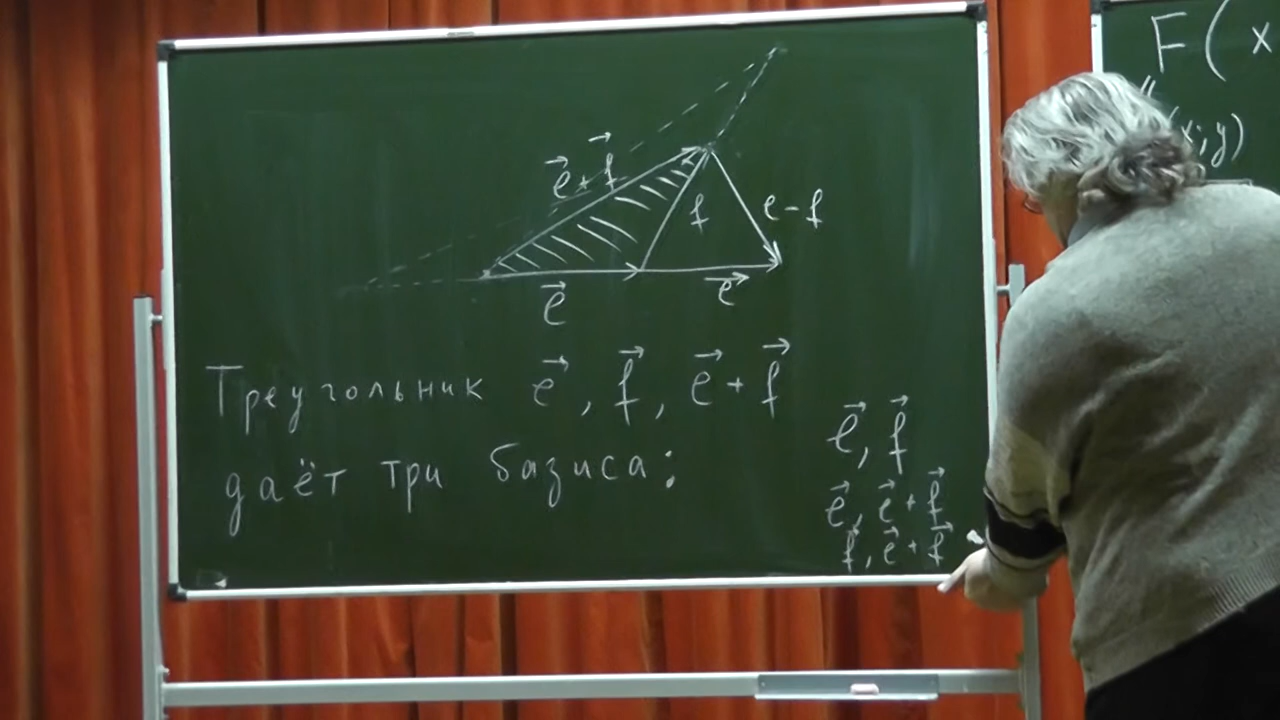 e⃗ + f⃗
f
e - f
e⃗
e⃗
Треугольник e⃗, f⃗, e⃗ + f⃗
даёт три базиса:
e⃗, f⃗
e⃗, e⃗ + f⃗
f⃗, e⃗ + f⃗
F ( x
(x; y)